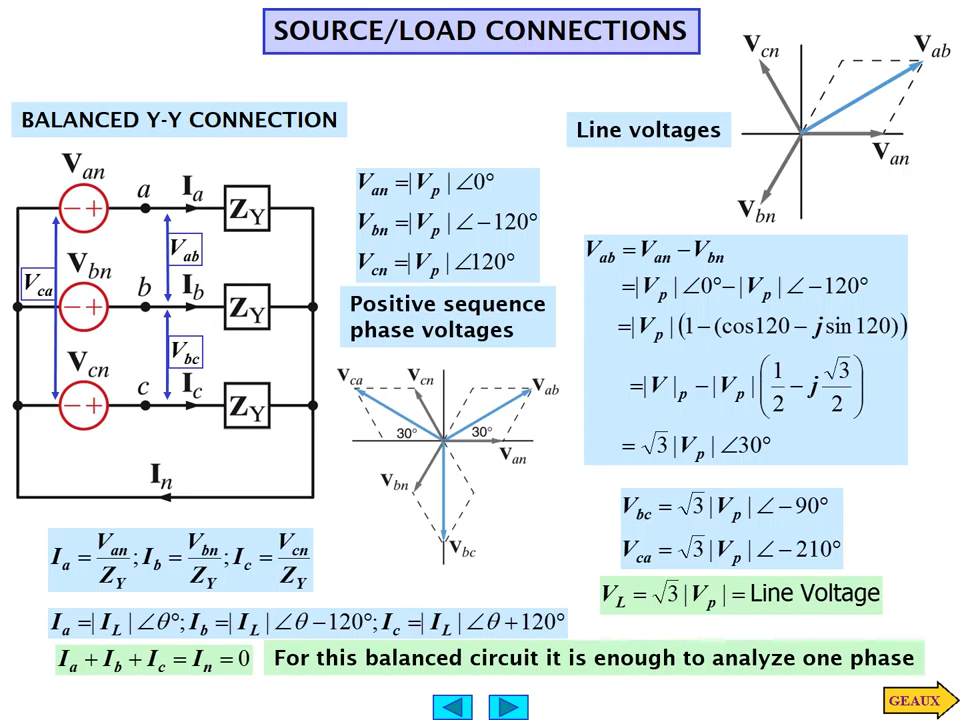 SOURCE/LOAD CONNECTIONS
BALANCED Y-Y CONNECTION
Line voltages
V_cn
V_ab
V_an
V_bn
V_an
a
I_a
Z_Y
V_ab
V_ca
V_bn
b
I_b
Z_Y
V_bc
V_cn
c
I_c
Z_Y
I_n
V_an =| V_p | ∠0°
V_bn =| V_p | ∠ − 120°
V_cn =| V_p | ∠120°
Positive sequence
phase voltages
V_ca
V_cn
V_ab
30°
30°
V_an
V_bn
V_bc
V_ab = V_an − V_bn
=| V_p | ∠0°− | V_p | ∠ − 120°
=| V_p | (1 − (cos120 − j sin 120))
=| V |_p − | V_p | (1/2 − j √3/2)
= √3 | V_p | ∠30°
V_bc = √3 | V_p | ∠ − 90°
V_ca = √3 | V_p | ∠ − 210°
V_L = √3 | V_p | = Line Voltage
I_a = V_an/Z_Y ; I_b = V_bn/Z_Y ; I_c = V_cn/Z_Y
I_a =| I_L | ∠θ°; I_b =| I_L | ∠θ − 120°; I_c =| I_L | ∠θ + 120°
I_a + I_b + I_c = I_n = 0
For this balanced circuit it is enough to analyze one phase
GEAUX